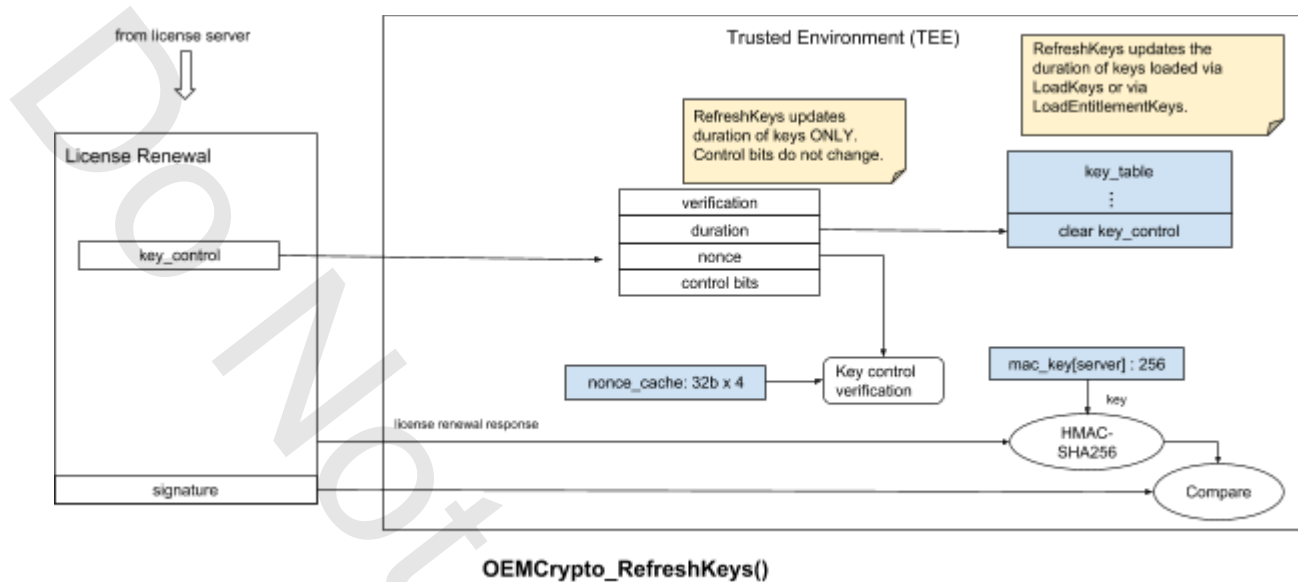 from license server
Trusted Environment (TEE)
RefreshKeys updates the
duration of keys loaded via
LoadKeys or via
LoadEntitlementKeys.
RefreshKeys updates
duration of keys ONLY.
Control bits do not change.
License Renewal
key_table
⋮
verification
duration
clear key_control
key_control
nonce
control bits
nonce_cache: 32b x 4
Key control
verification
mac_key[server] : 256
key
license renewal response
HMAC-
SHA256
signature
Compare
OEMCrypto_RefreshKeys()
Do Not